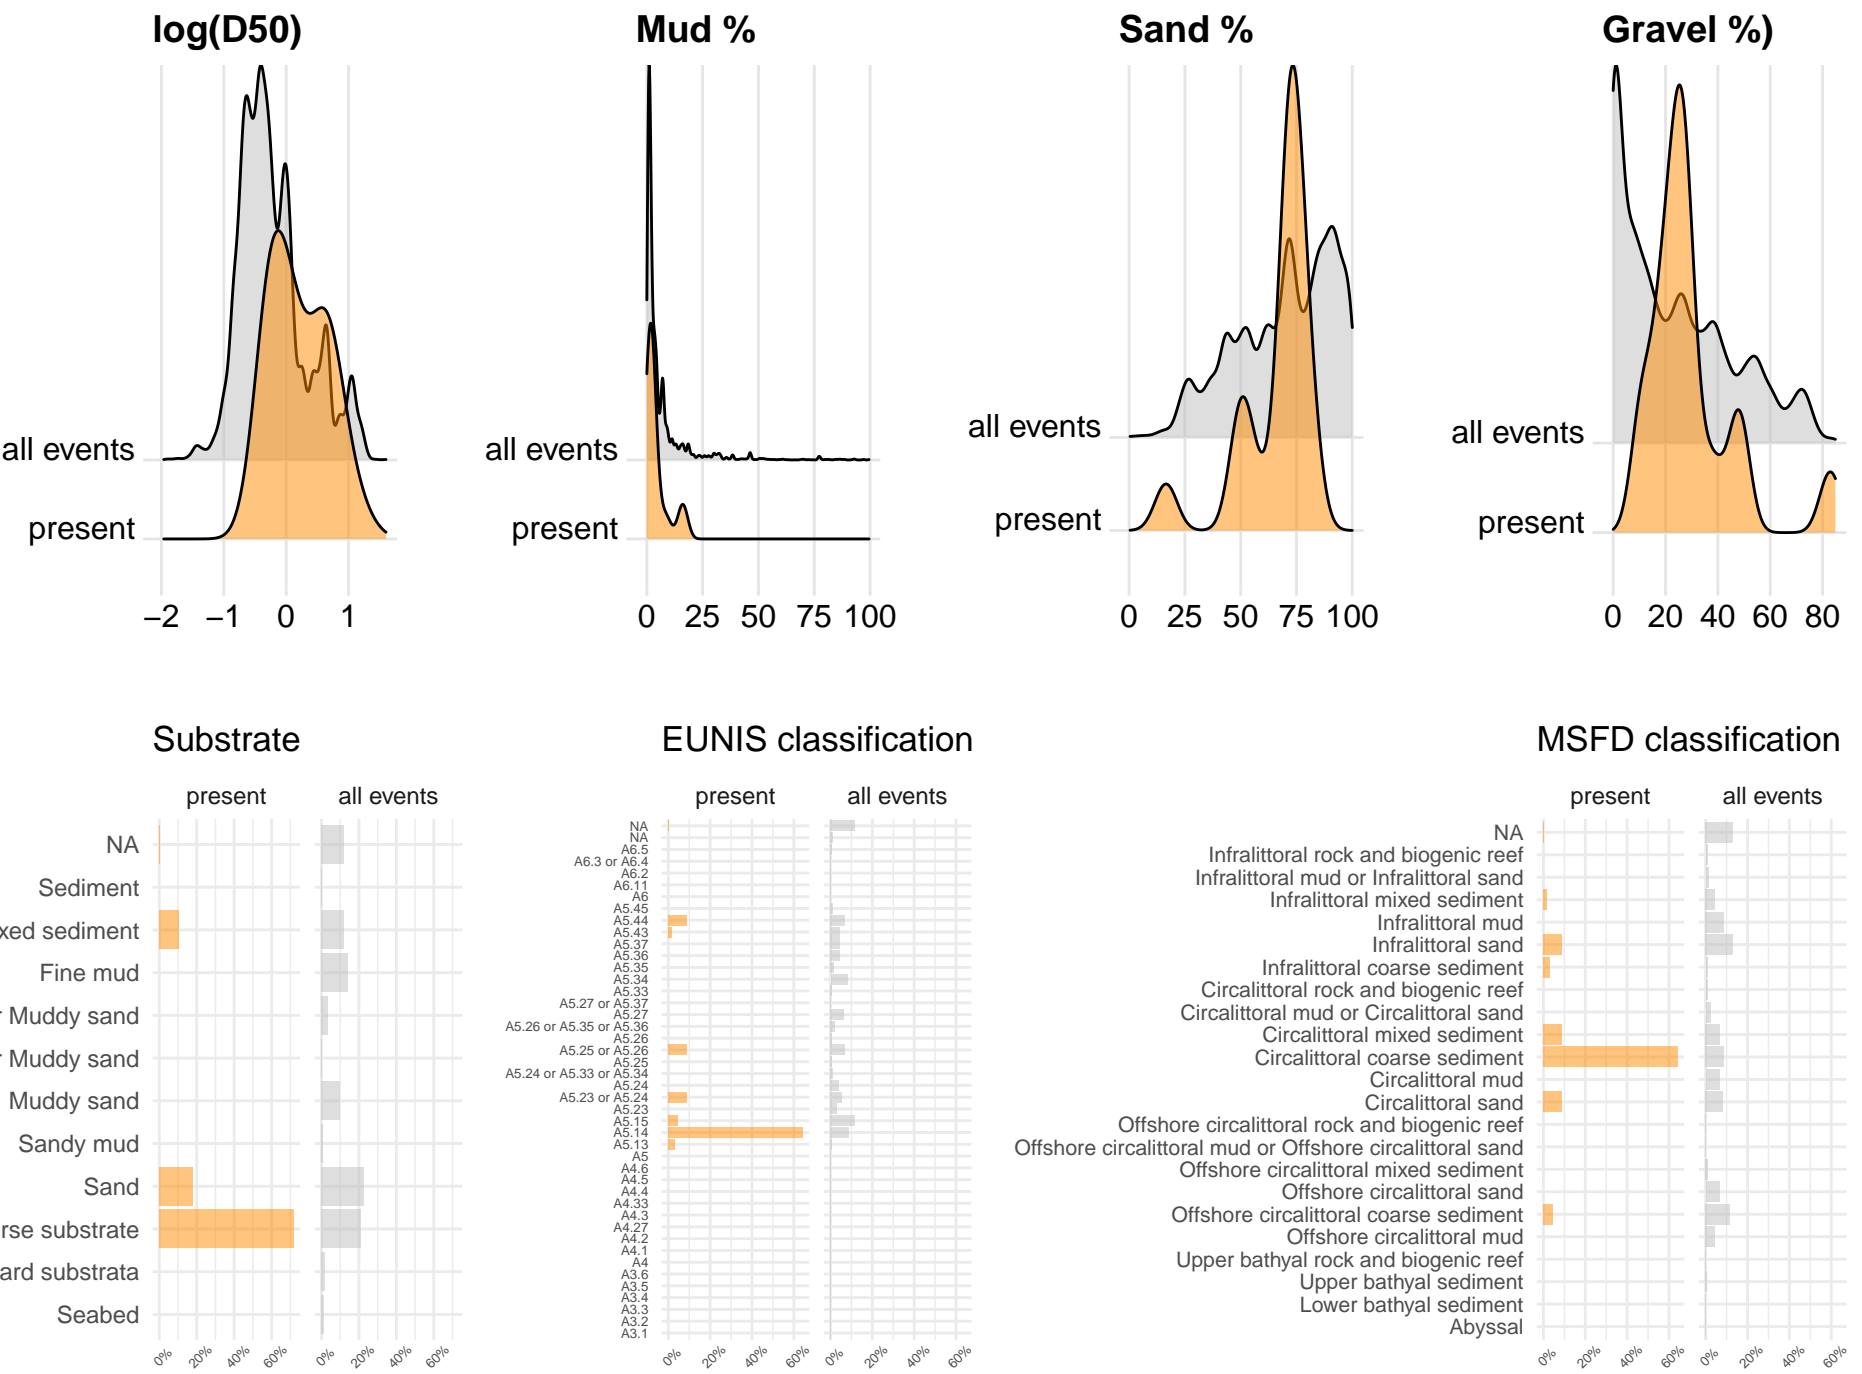 log(D50)
Mud %
Sand %
Gravel %)
all events
present
−2 −1 0 1
all events
present
0 25 50 75 100
all events
present
0 25 50 75 100
all events
present
0 20 40 60 80
Substrate
present all events
NA
Sediment
xed sediment
Fine mud
r Muddy sand
r Muddy sand
Muddy sand
Sandy mud
Sand
rse substrate
ard substrata
Seabed
0% 20% 40% 60% 0% 20% 40% 60%
EUNIS classification
present all events
NA
NA
A6.5
A6.3 or A6.4
A6.2
A6.11
A6
A5.45
A5.44
A5.43
A5.37
A5.36
A5.35
A5.34
A5.33
A5.27 or A5.37
A5.27
A5.26 or A5.35 or A5.36
A5.26
A5.25 or A5.26
A5.25
A5.24 or A5.33 or A5.34
A5.24
A5.23 or A5.24
A5.23
A5.15
A5.14
A5.13
A5
A4.6
A4.5
A4.4
A4.33
A4.3
A4.27
A4.2
A4.1
A4
A3.6
A3.5
A3.4
A3.3
A3.2
A3.1
0% 20% 40% 60% 0% 20% 40% 60%
MSFD classification
present all events
NA
Infralittoral rock and biogenic reef
Infralittoral mud or Infralittoral sand
Infralittoral mixed sediment
Infralittoral mud
Infralittoral sand
Infralittoral coarse sediment
Circalittoral rock and biogenic reef
Circalittoral mud or Circalittoral sand
Circalittoral mixed sediment
Circalittoral coarse sediment
Circalittoral mud
Circalittoral sand
Offshore circalittoral rock and biogenic reef
Offshore circalittoral mud or Offshore circalittoral sand
Offshore circalittoral mixed sediment
Offshore circalittoral sand
Offshore circalittoral coarse sediment
Offshore circalittoral mud
Upper bathyal rock and biogenic reef
Upper bathyal sediment
Lower bathyal sediment
Abyssal
0% 20% 40% 60% 0% 20% 40% 60%